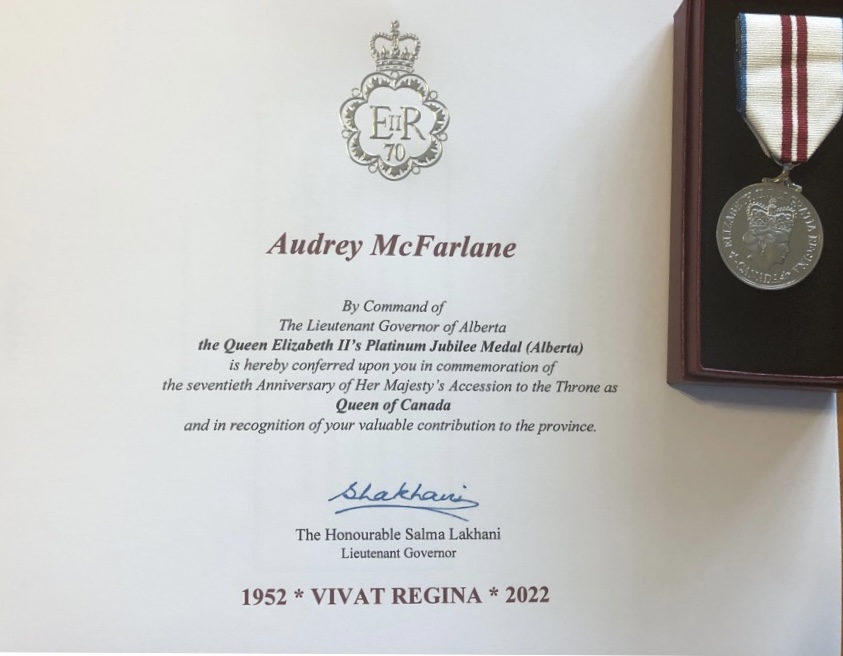 EIIR
70
Audrey McFarlane
By Command of
The Lieutenant Governor of Alberta
the Queen Elizabeth II's Platinum Jubilee Medal (Alberta)
is hereby conferred upon you in commemoration of
the seventieth Anniversary of Her Majesty's Accession to the Throne as
Queen of Canada
and in recognition of your valuable contribution to the province.
SLakhani
The Honourable Salma Lakhani
Lieutenant Governor
1952 * VIVAT REGINA * 2022
CANADA